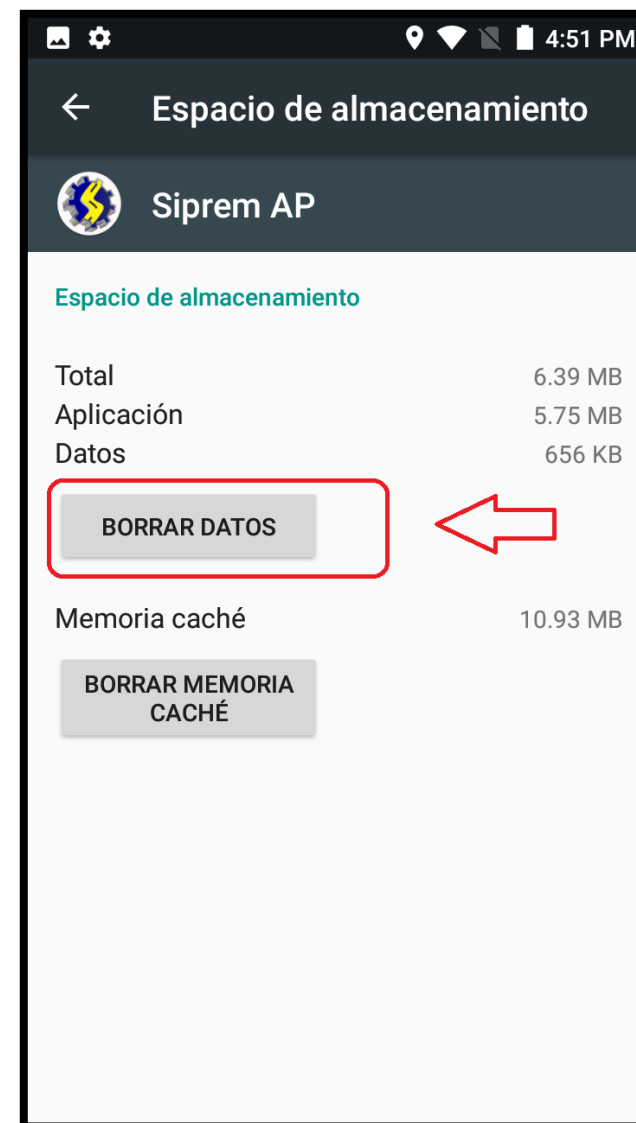 4:51 PM
Espacio de almacenamiento
Siprem AP
Espacio de almacenamiento
Total 6.39 MB
Aplicación 5.75 MB
Datos 656 KB
BORRAR DATOS
Memoria caché 10.93 MB
BORRAR MEMORIA
CACHÉ